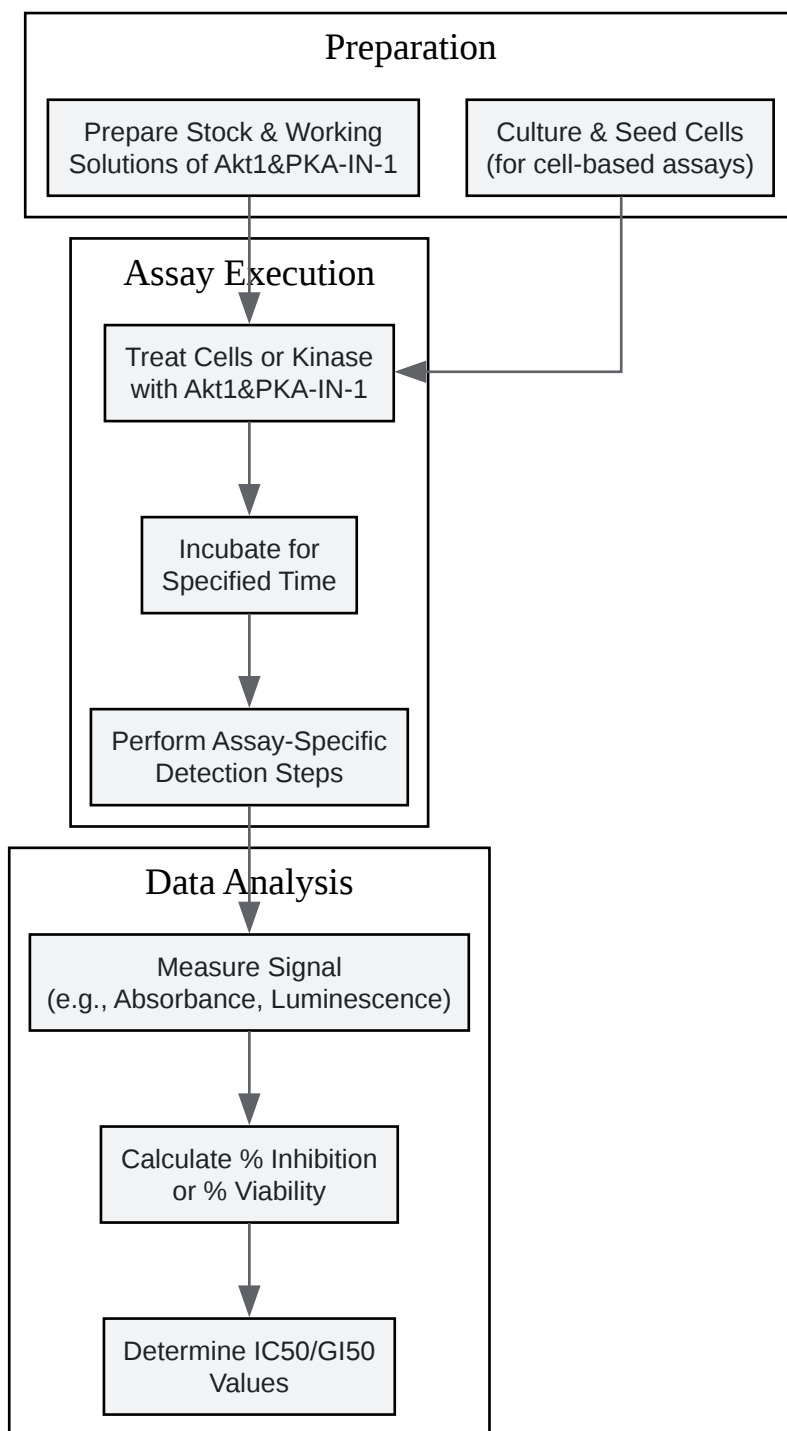 Preparation
Prepare Stock & Working
Solutions of Akt1&PKA-IN-1
Culture & Seed Cells
(for cell-based assays)
Assay Execution
Treat Cells or Kinase
with Akt1&PKA-IN-1
Incubate for
Specified Time
Perform Assay-Specific
Detection Steps
Data Analysis
Measure Signal
(e.g., Absorbance, Luminescence)
Calculate % Inhibition
or % Viability
Determine IC50/GI50
Values